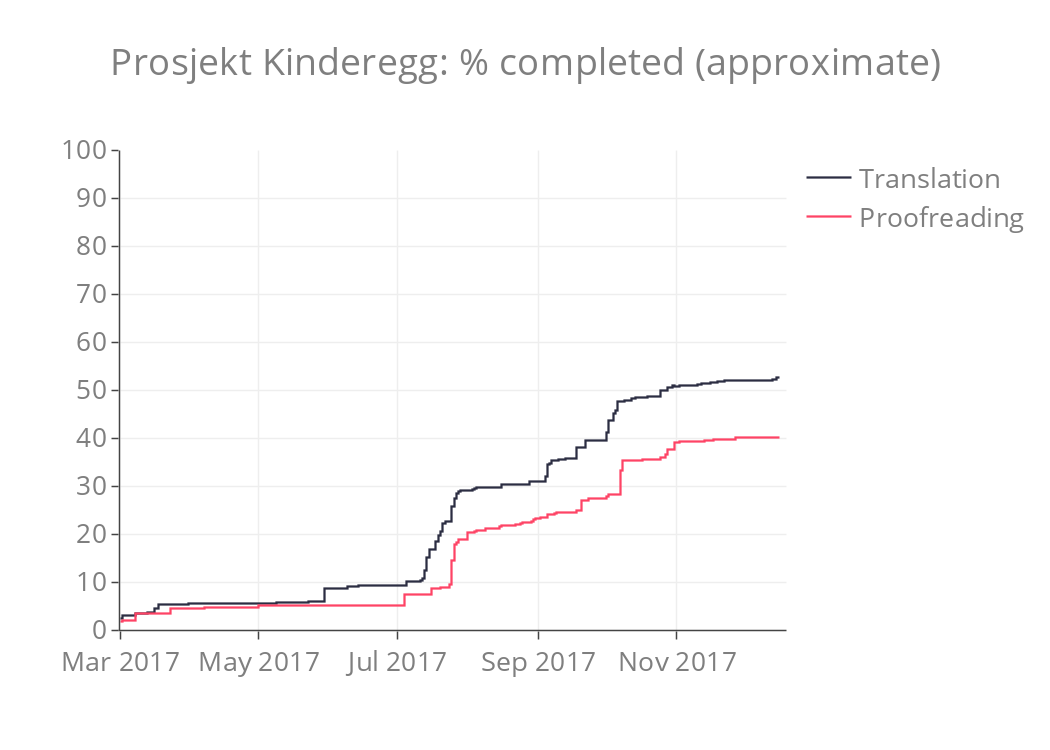 Prosjekt Kinderegg: % completed (approximate)
100
90
80
70
60
50
40
30
20
10
0
Mar 2017 May 2017 Jul 2017 Sep 2017 Nov 2017
Translation
Proofreading